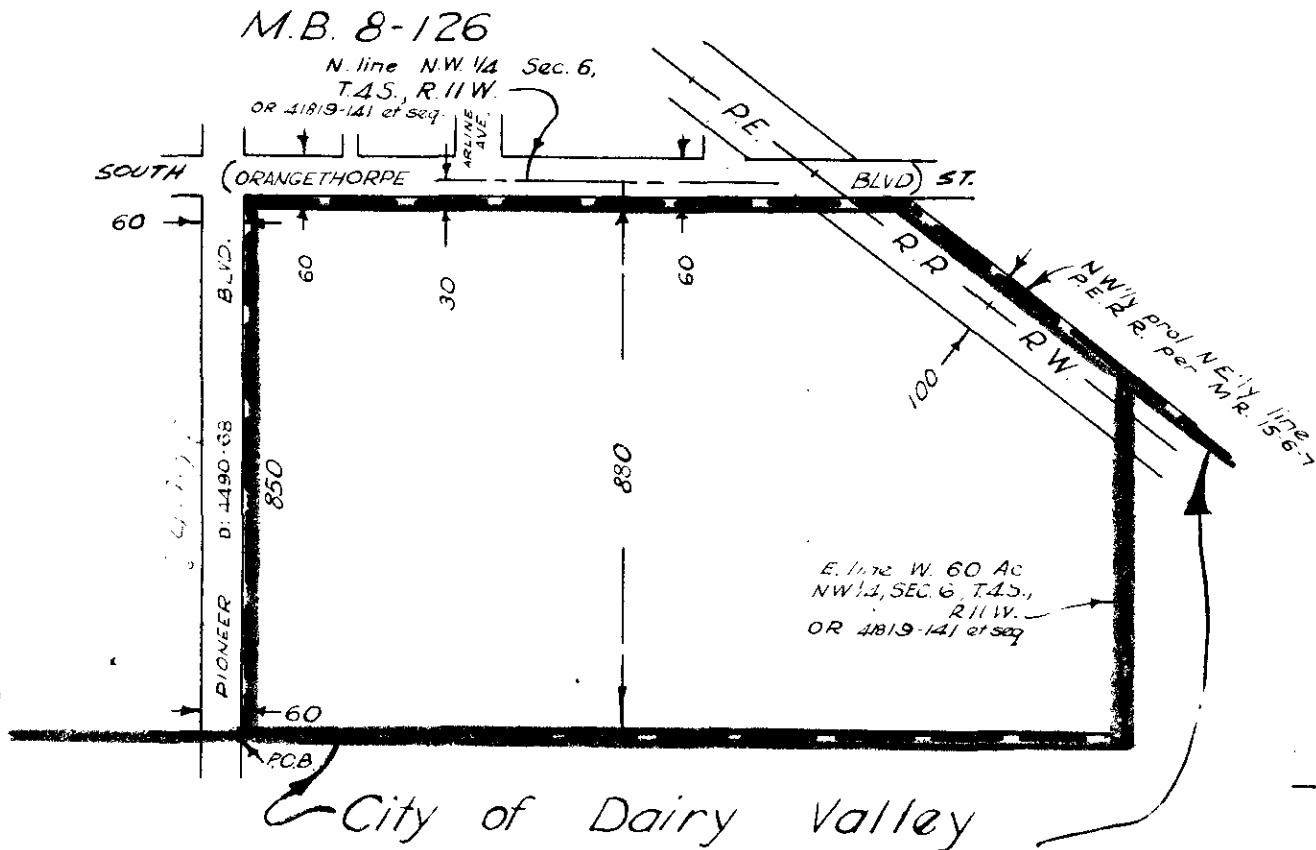 M.B. 8-126
N. line N.W. 1/4 Sec. 6,
T.4S., R.11W.
OR 41819-141 et seq.
ARLINE
AVE.
SOUTH (ORANGETHORPE BLVD) ST.
P.E. R.R. R.W.
60
60
30
60
NW'ly prol NE'ly line
P.E.R.R. per M.R. 15-6-7
100
PIONEER D: 4490-68 BLVD.
850
880
E. line W. 60 Ac
NW 1/4, SEC. 6, T.4S.,
R11W.
OR 41819-141 et seq
60
P.O.B.
City of Dairy Valley